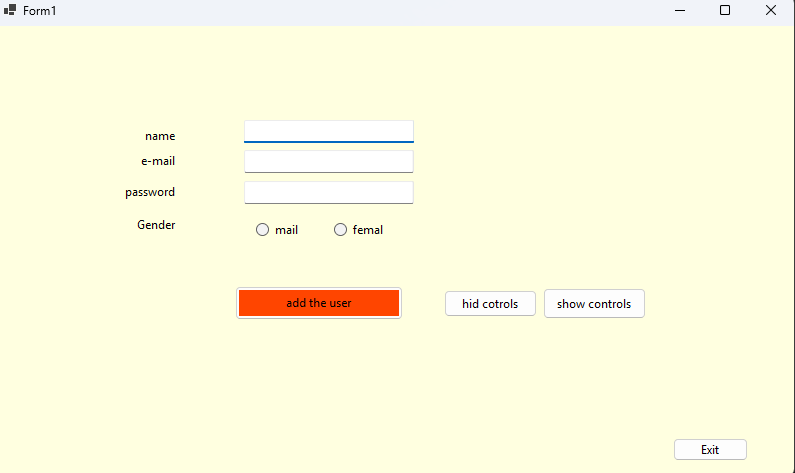 Form1
name
e-mail
password
Gender
mail femal
add the user hid cotrols show controls
Exit